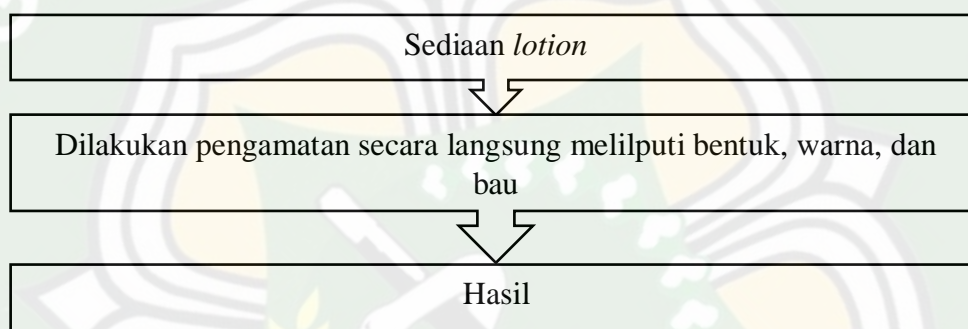 Sediaan lotion
Dilakukan pengamatan secara langsung melilputi bentuk, warna, dan
bau
Hasil